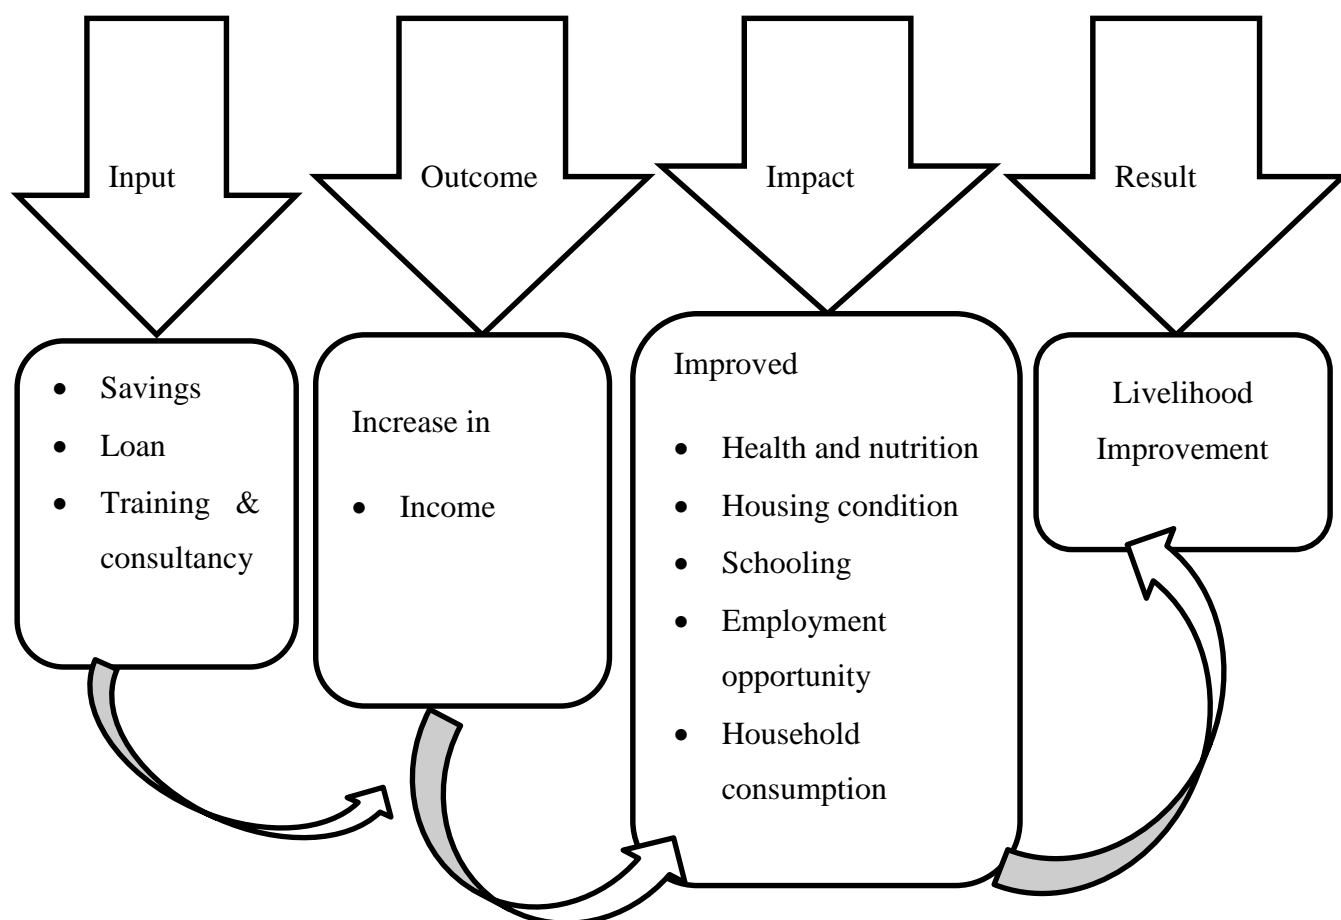 Input
Outcome
Impact
Result
• Savings
• Loan
• Training & 
consultancy
Increase in
• Income
Improved
• Health and nutrition
• Housing condition
• Schooling
• Employment
opportunity
• Household
consumption
Livelihood
Improvement